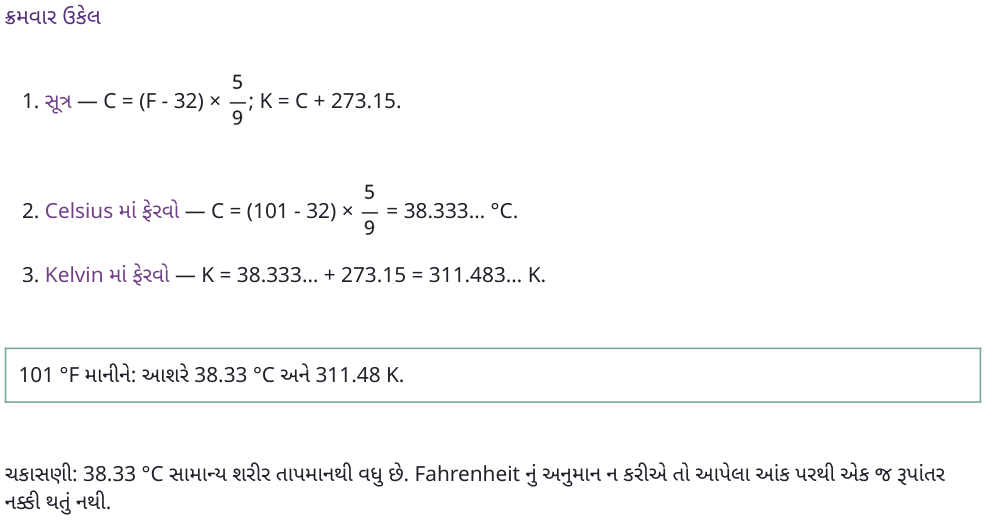 ક્રમવાર ઉકેલ
1. સૂત્ર — C = (F - 32) × 5/9; K = C + 273.15.
2. Celsius માં ફેરવો — C = (101 - 32) × 5/9 = 38.333... °C.
3. Kelvin માં ફેરવો — K = 38.333... + 273.15 = 311.483... K.
101 °F માનીને: આશરે 38.33 °C અને 311.48 K.
ચકાસણી: 38.33 °C સામાન્ય શરીર તાપમાનથી વધુ છે. Fahrenheit નું અનુમાન ન કરીએ તો આપેલા આંક પરથી એક જ રૂપાંતર
નક્કી થતું નથી.